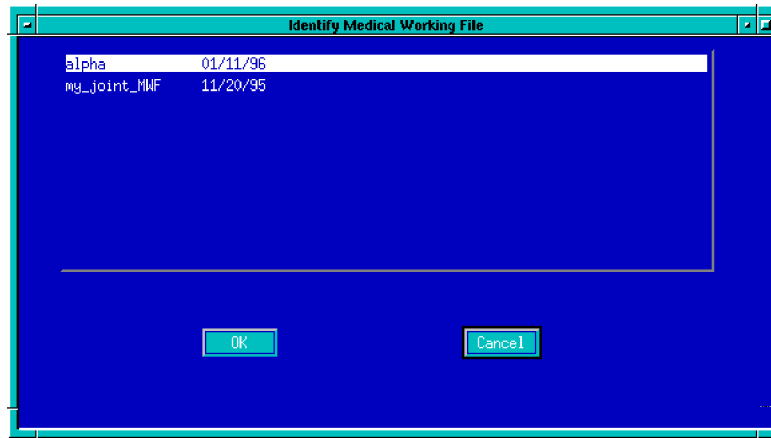 Identify Medical Working File
alpha 01/11/96
my_joint_MWF 11/20/95
OK Cancel